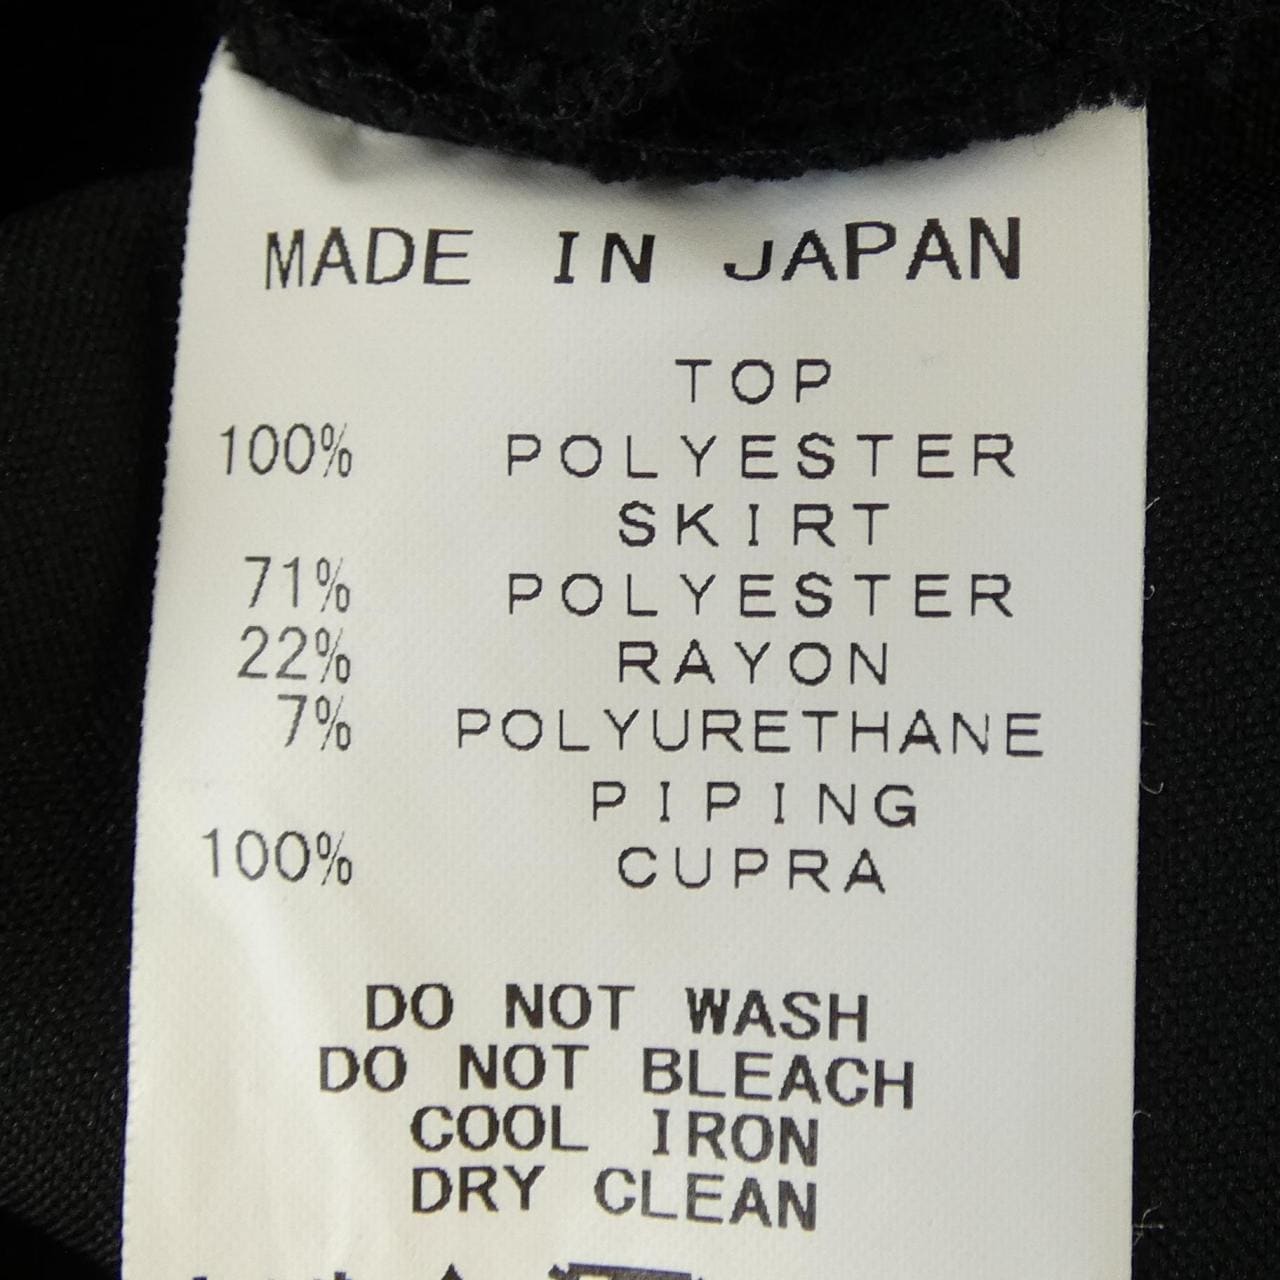 MADE IN JAPAN
TOP
100% POLYESTER
SKIRT
71% POLYESTER
22% RAYON
7% POLYURETHANE
PIPING
100% CUPRA
DO NOT WASH
DO NOT BLEACH
COOL IRON
DRY CLEAN